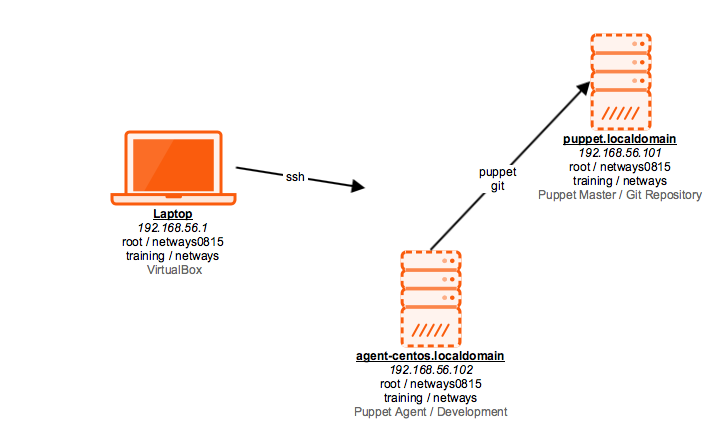 puppet.localdomain
192.168.56.101
root / netways0815
training / netways
Puppet Master / Git Repository
puppet
git
ssh
Laptop
192.168.56.1
root / netways0815
training / netways
VirtualBox
agent-centos.localdomain
192.168.56.102
root / netways0815
training / netways
Puppet Agent / Development